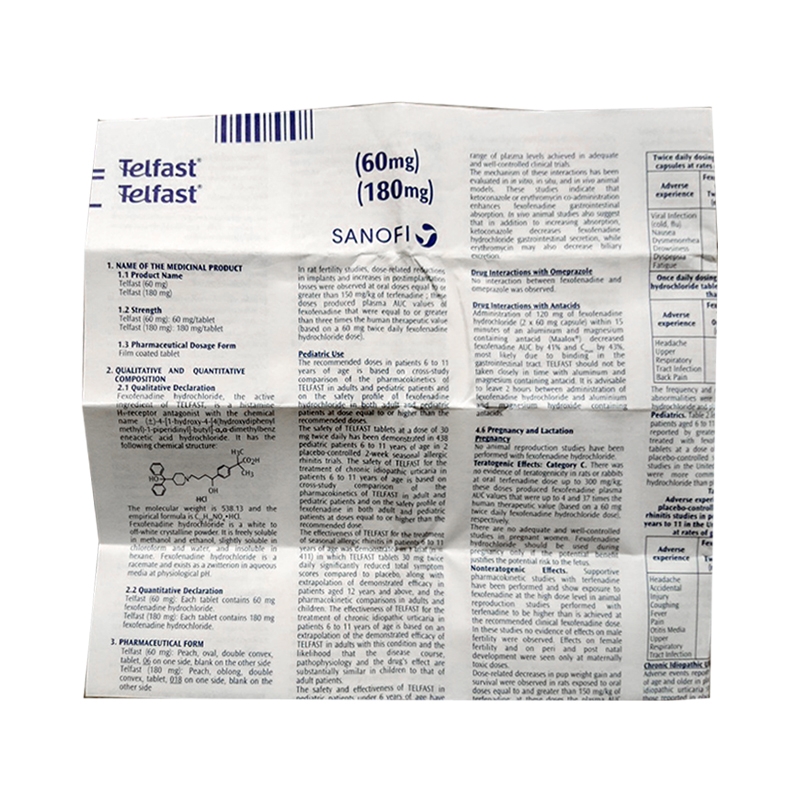 Telfast® (60mg)
Telfast® (180mg)
SANOFI
1. NAME OF THE MEDICINAL PRODUCT
1.1 Product Name
Telfast (60 mg)
Telfast (180 mg)
1.2 Strength
Telfast (60 mg): 60 mg/tablet
Telfast (180 mg): 180 mg/tablet
1.3 Pharmaceutical Dosage Form
Film coated tablet
2. QUALITATIVE AND QUANTITATIVE
COMPOSITION
2.1 Qualitative Declaration
Fexofenadine hydrochloride, the active
ingredient of TELFAST, is a histamine
H₁-receptor antagonist with the chemical
name (±)-4-[1-hydroxy-4-[4(hydroxydiphenyl
methyl)-1-piperidinyl]-butyl]-α,α-dimethylbenz
eneacetic acid hydrochloride. It has the
following chemical structure:
H₃C
CO₂H
CH₃
HO
OH
HCl
The molecular weight is 538.13 and the
empirical formula is
Fexofenadine hydrochloride is a white to
off-white crystalline powder. It is freely soluble
in methanol and ethanol, slightly soluble in
chloroform and water, and insoluble in
hexane. Fexofenadine hydrochloride is a
racemate and exists as a zwitterion in aqueous
media at physiological pH.
2.2 Quantitative Declaration
Telfast (60 mg): Each tablet contains 60 mg
fexofenadine hydrochloride.
Telfast (180 mg): Each tablet contains 180 mg
fexofenadine hydrochloride.
3. PHARMACEUTICAL FORM
Telfast (60 mg): Peach, oval, double convex,
tablet, 06 on one side, blank on the other side
Telfast (180 mg): Peach, oblong, double
convex, tablet, 018 on one side, blank on the
other side
In rat fertility studies, dose-related reductions
in implants and increases in postimplantation
losses were observed at oral doses equal to or
greater than 150 mg/kg of terfenadine ; these
doses produced plasma AUC values of
fexofenadine that were equal to or greater
than three times the human therapeutic value
(based on a 60 mg twice daily fexofenadine
hydrochloride dose).
Pediatric Use
The recommended doses in patients 6 to 11
years of age is based on cross-study
comparison of the pharmacokinetics of
TELFAST in adults and pediatric patients and
on the safety profile of fexofenadine
hydrochloride in both adult and pediatric
patients at dose equal to or higher than the
recommended doses.
The safety of TELFAST tablets at a dose of 30
mg twice daily has been demonstrated in 438
pediatric patients 6 to 11 years of age in 2
placebo-controlled 2-week seasonal allergic
rhinitis trials. The safety of TELFAST for the
treatment of chronic idiopathic urticaria in
patients 6 to 11 years of age is based on
cross-study comparison of the
pharmacokinetics of TELFAST in adult and
pediatric patients and on the safety profile of
fexofenadine in both adult and pediatric
patients at doses equal to or higher than the
recommended dose.
The effectiveness of TELFAST for the treatment
of seasonal allergic rhinitis in patients 6 to 11
years of age was demonstrated in 1 trial (n=
411) in which TELFAST tablets 30 mg twice
daily significantly reduced total symptom
scores compared to placebo, along with
extrapolation of demonstrated efficacy in
patients aged 12 years and above, and the
pharmacokinetic comparisons in adults and
children. The effectiveness of TELFAST for the
treatment of chronic idiopathic urticaria in
patients 6 to 11 years of age is based on an
extrapolation of the demonstrated efficacy of
TELFAST in adults with this condition and the
likelihood that the disease course,
pathophysiology and the drug's effect are
substantially similar in children to that of
adult patients.
The safety and effectiveness of TELFAST in
pediatric patients under 6 years of age have
range of plasma levels achieved in adequate
and well-controlled clinical trials.
The mechanism of these interactions has been
evaluated in in vitro, in situ, and in vivo animal
models. These studies indicate that
ketoconazole or erythromycin co-administration
enhances fexofenadine gastrointestinal
absorption. In vivo animal studies also suggest
that in addition to increasing absorption,
ketoconazole decreases fexofenadine
hydrochloride gastrointestinal secretion, while
erythromycin may also decrease biliary
excretion.
Drug Interactions with Omeprazole
No interaction between fexofenadine and
omeprazole was observed.
Drug Interactions with Antacids
Administration of 120 mg of fexofenadine
hydrochloride (2 x 60 mg capsule) within 15
minutes of an aluminum and magnesium
containing antacid (Maalox®) decreased
fexofenadine AUC by 41% and Cmax by 43%,
most likely due to binding in the
gastrointestinal tract. TELFAST should not be
taken closely in time with aluminum and
magnesium containing antacid. It is advisable
to leave 2 hours between administration of
fexofenadine hydrochloride and aluminium
and magnesium hydroxide containing
antacids.
4.6 Pregnancy and Lactation
Pregnancy
No animal reproduction studies have been
performed with fexofenadine hydrochloride.
Teratogenic Effects: Category C. There was
no evidence of teratogenicity in rats or rabbits
at oral terfenadine dose up to 300 mg/kg;
these doses produced fexofenadine plasma
AUC values that were up to 4 and 37 times the
human therapeutic value (based on a 60 mg
twice daily fexofenadine hydrochloride dose),
respectively.
There are no adequate and well-controlled
studies in pregnant women. Fexofenadine
hydrochloride should be used during
pregnancy only if the potential benefit
justifies the potential risk to the fetus.
Nonteratogenic Effects. Supportive
pharmacokinetic studies with terfenadine
have been performed and show exposure to
fexofenadine at the high dose level in animal
reproduction studies performed with
terfenadine to be higher than is achieved at
the recommended clinical fexofenadine dose.
In these studies no evidence of effects on male
fertility were observed. Effects on female
fertility and on peri and post natal
development were seen only at maternally
toxic doses.
Dose-related decreases in pup weight gain and
survival were observed in rats exposed to oral
doses equal to and greater than 150 mg/kg of
terfenadine, at these doses the plasma AUC
Twice daily dosing
capsules at rates
Adverse
experience
Viral Infection
(cold, flu)
Nausea
Dysmenorrhea
Drowsiness
Dyspepsia
Fatigue
Once daily dosing
hydrochloride table
tha
Adverse
experience
Headache
Upper
Respiratory
Tract Infection
Back Pain
The frequency and
abnormalities were
hydrochloride and
Pediatrics. Table 2
patients aged 6 to 11
reported by greater
treated with fexo
tablets 2
placebo-controlled
studies in the United
were more comm
hydrochloride than
Adverse exper
placebo-control
rhinitis studies in p
years to 11 in the Un
at rates of
Adverse
experience
Headache
Accidental
Injury
Coughing
Fever
Pain
Otitis Media
Upper
Respiratory
Tract Infection
Chronic Idiopathic U
Adverse events report
of age and older in
idiopathic urticaria
those reported in